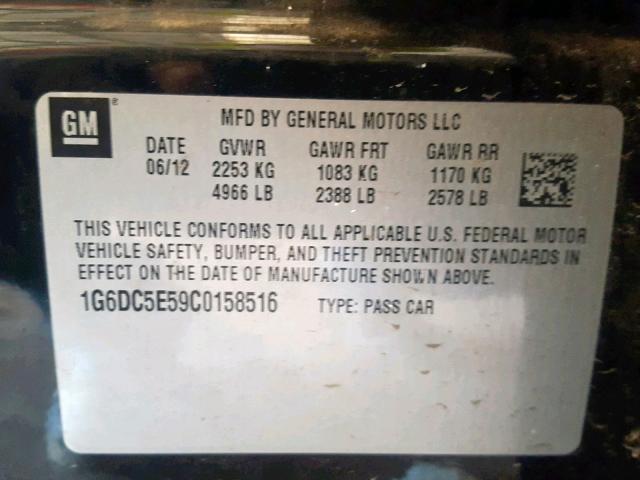 GM®
MFD BY GENERAL MOTORS LLC
DATE GVWR GAWR FRT GAWR RR
06/12 2253 KG 1083 KG 1170 KG
4966 LB 2388 LB 2578 LB
THIS VEHICLE CONFORMS TO ALL APPLICABLE U.S. FEDERAL MOTOR
VEHICLE SAFETY, BUMPER, AND THEFT PREVENTION STANDARDS IN
EFFECT ON THE DATE OF MANUFACTURE SHOWN ABOVE.
1G6DC5E59C0158516 TYPE: PASS CAR